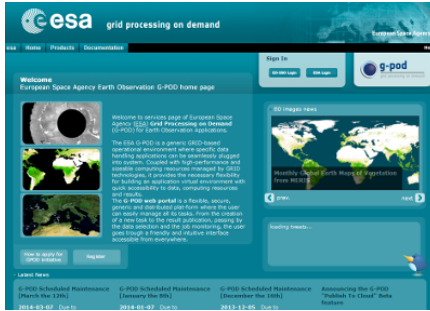 esa grid processing on demand
European Space Agency
esa Home Products Documentation
Sign In
g-pod
Welcome
European Space Agency Earth Observation G-POD home page
EO Images news
Welcome to services page of European Space
Agency (ESA) Grid Processing on Demand
(G-POD) for Earth Observation Applications.
The ESA G-POD is a generic GRID-based
operational environment where specific data
handling applications can be seamlessly plugged
into system. Coupled with high-performance and
sizeable computing resources managed by GRID
technologies, it provides the necessary flexibility
for building an application virtual environment with
quick accessibility to data, computing resources
and results.
The G-POD web portal is a flexible, secure,
generic and distributed platform where the user
can easily manage all its tasks. From the creation
of a new task to the result publication, passing by
the data selection and the job monitoring, the user
goes trough a friendly and intuitive interface
accessible from everywhere.
Monthly Global Earth Maps of Vegetation
from MERIS
prev. next
loading tweets...
How to apply for
GPOD initiative
Register
Latest News
G-POD Scheduled Maintenance
[March the 12th]
2014-03-07 Due to
G-POD Scheduled Maintenance
[January the 8th]
2014-01-07 Due to
G-POD Scheduled Maintenance
[December the 16th]
2013-12-05 Due to
Announcing the G-POD
"Publish To Cloud" Beta
feature